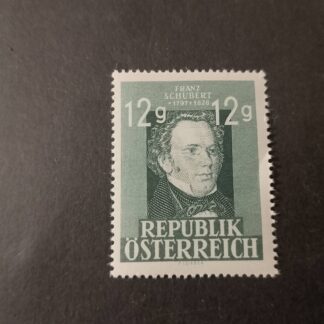 FRANZ
SCHUBERT
*1797 †1828
12g 12g
REPUBLIK
ÖSTERREICH